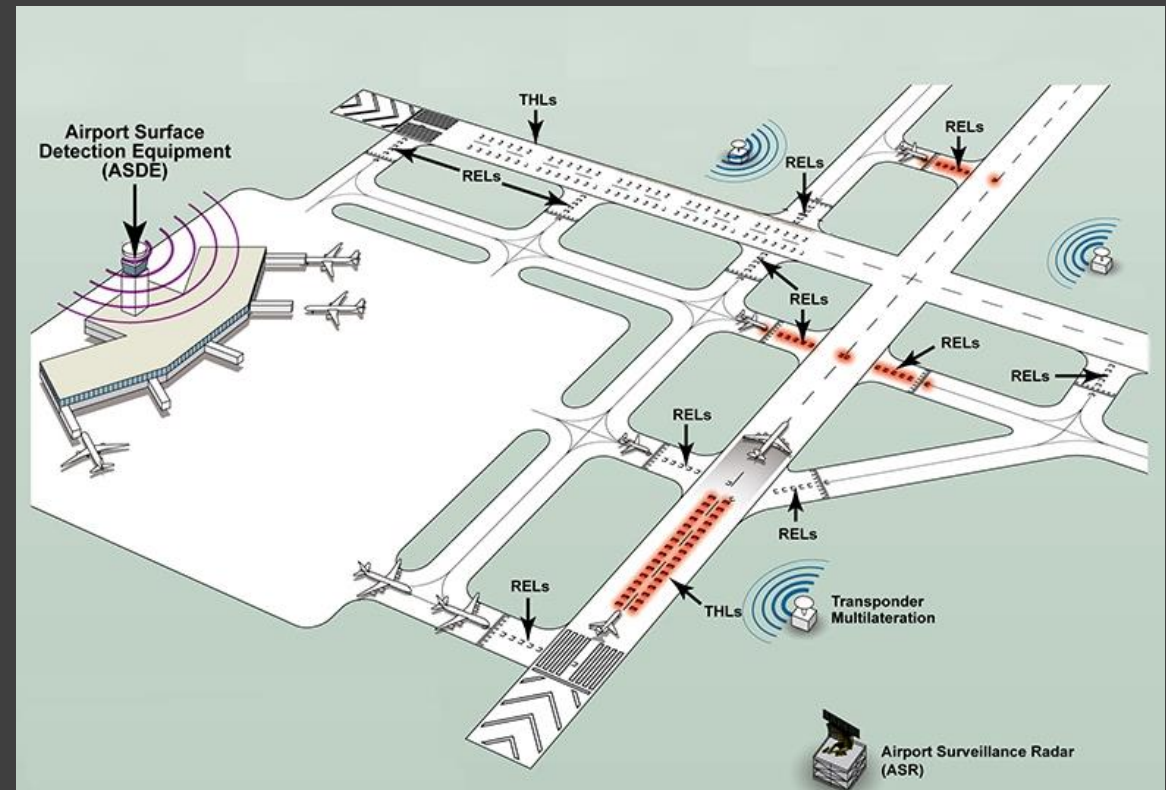 THLs
Airport Surface
Detection Equipment
(ASDE)
RELs
RELs
RELs
RELs
RELs
RELs
RELs
RELs
RELs
THLs
Transponder
Multilateration
Airport Surveillance Radar
(ASR)